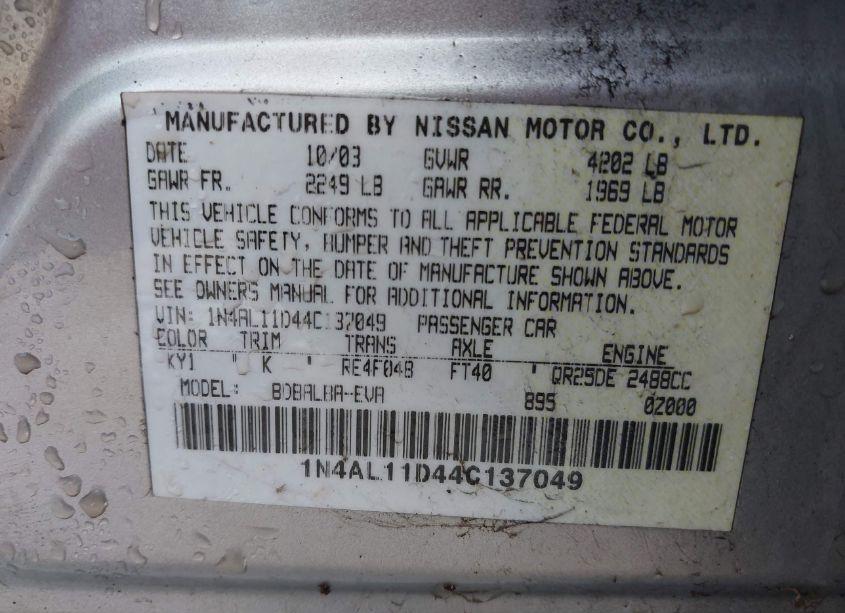 MANUFACTURED BY NISSAN MOTOR CO., LTD.
DATE 10/03 GVWR 4202 LB
GAWR FR. 2249 LB GAWR RR. 1969 LB
THIS VEHICLE CONFORMS TO ALL APPLICABLE FEDERAL MOTOR
VEHICLE SAFETY, BUMPER AND THEFT PREVENTION STANDARDS
IN EFFECT ON THE DATE OF MANUFACTURE SHOWN ABOVE.
SEE OWNERS MANUAL FOR ADDITIONAL INFORMATION.
VIN: 1N4AL11D44C137049 PASSENGER CAR
COLOR TRIM TRANS AXLE ENGINE
KY1 " K ' RE4F04B FT40 ' QR25DE 2488CC
MODEL: BDBALBA-EVA 895 0Z000
1N4AL11D44C137049